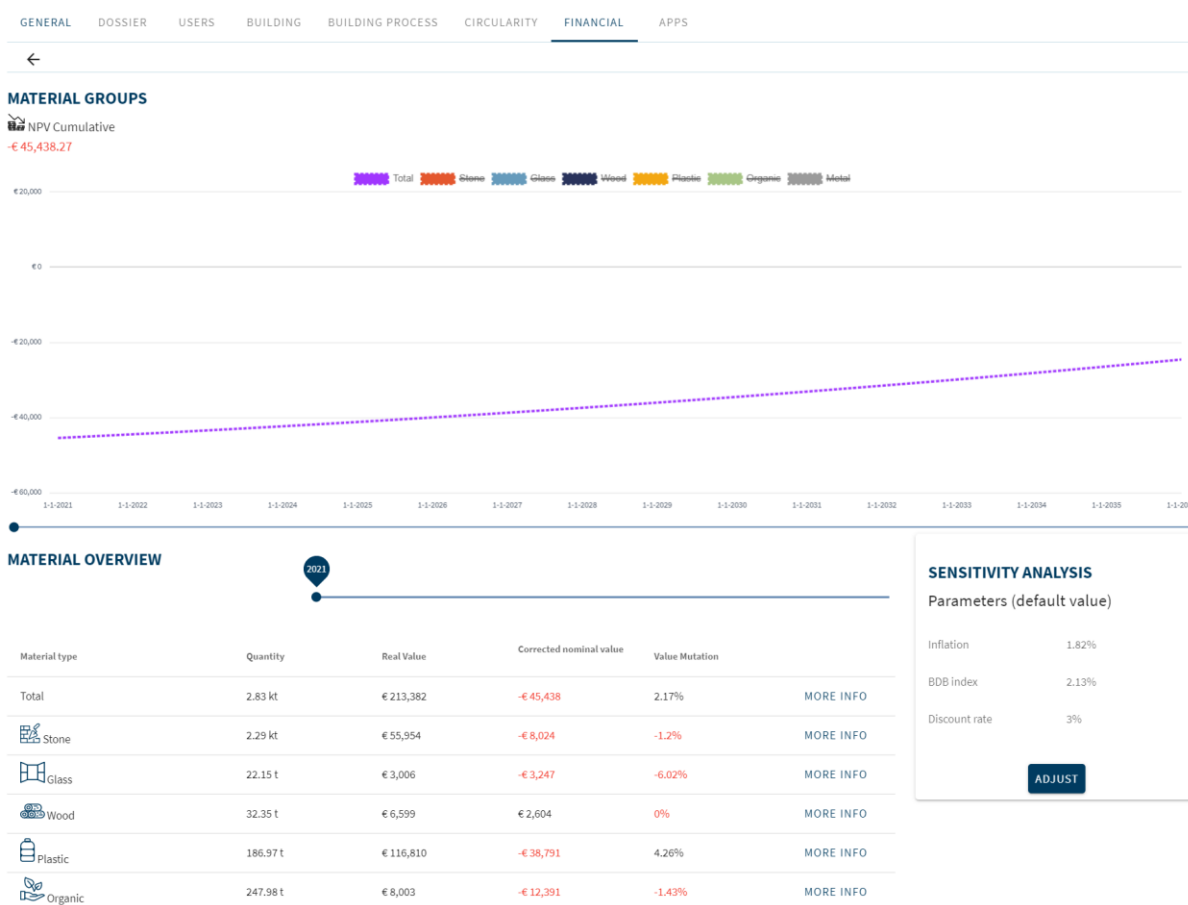 GENERAL DOSSIER USERS BUILDING BUILDING PROCESS CIRCULARITY FINANCIAL APPS
MATERIAL GROUPS
NPV Cumulative
-€ 45,438.27
Total Stone Glass Wood Plastic Organic Metal
€ 20,000
€ 0
-€ 20,000
-€ 40,000
-€ 60,000
1-1-2021 1-1-2022 1-1-2023 1-1-2024 1-1-2025 1-1-2026 1-1-2027 1-1-2028 1-1-2029 1-1-2030 1-1-2031 1-1-2032 1-1-2033 1-1-2034 1-1-2035 1-1-20
MATERIAL OVERVIEW
2021
Material type Quantity Real Value Corrected nominal value Value Mutation
Total 2.83 kt € 213,382 -€ 45,438 2.17% MORE INFO
Stone 2.29 kt € 55,954 -€ 8,024 -1.2% MORE INFO
Glass 22.15 t € 3,006 -€ 3,247 -6.02% MORE INFO
Wood 32.35 t € 6,599 € 2,604 0% MORE INFO
Plastic 186.97 t € 116,810 -€ 38,791 4.26% MORE INFO
Organic 247.98 t € 8,003 -€ 12,391 -1.43% MORE INFO
SENSITIVITY ANALYSIS
Parameters (default value)
Inflation 1.82%
BDB index 2.13%
Discount rate 3%
ADJUST